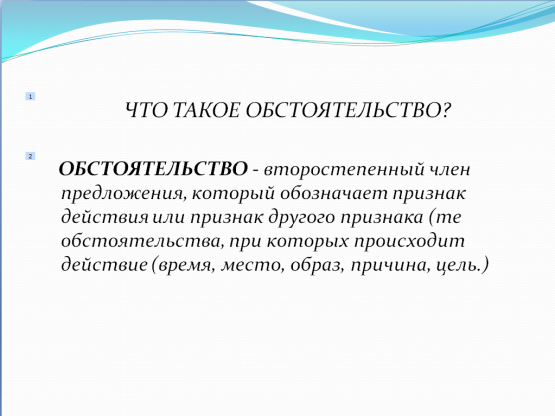 1
ЧТО ТАКОЕ ОБСТОЯТЕЛЬСТВО?
2
ОБСТОЯТЕЛЬСТВО - второстепенный член
предложения, который обозначает признак
действия или признак другого признака (те
обстоятельства, при которых происходит
действие (время, место, образ, причина, цель.)